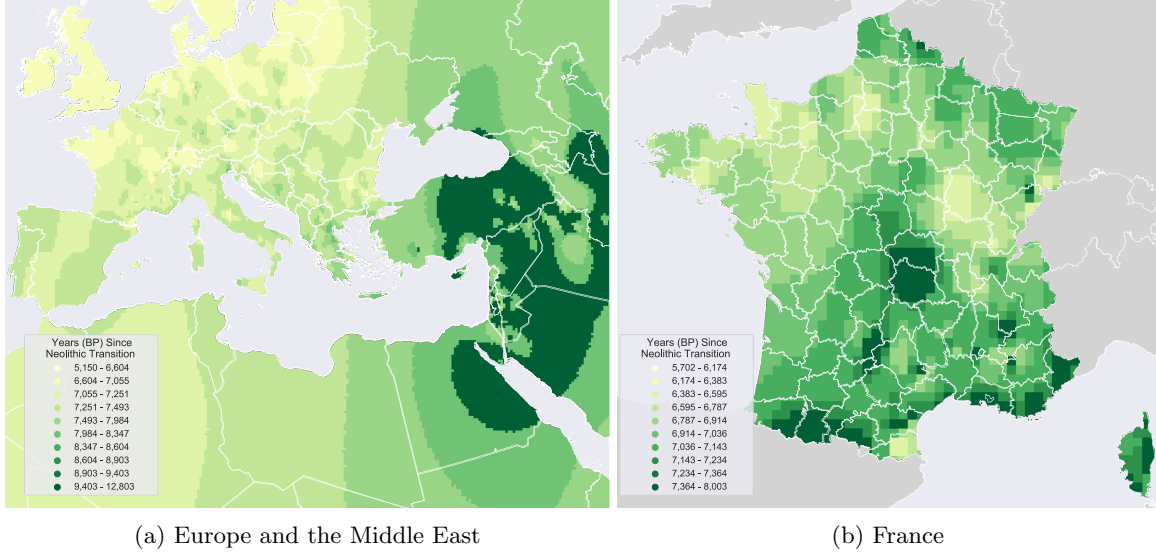 Years (BP) Since
Neolithic Transition
5,150 - 6,604
6,604 - 7,055
7,055 - 7,251
7,251 - 7,493
7,493 - 7,984
7,984 - 8,347
8,347 - 8,604
8,604 - 8,903
8,903 - 9,403
9,403 - 12,803
(a) Europe and the Middle East
Years (BP) Since
Neolithic Transition
5,702 - 6,174
6,174 - 6,383
6,383 - 6,595
6,595 - 6,787
6,787 - 6,914
6,914 - 7,036
7,036 - 7,143
7,143 - 7,234
7,234 - 7,364
7,364 - 8,003
(b) France